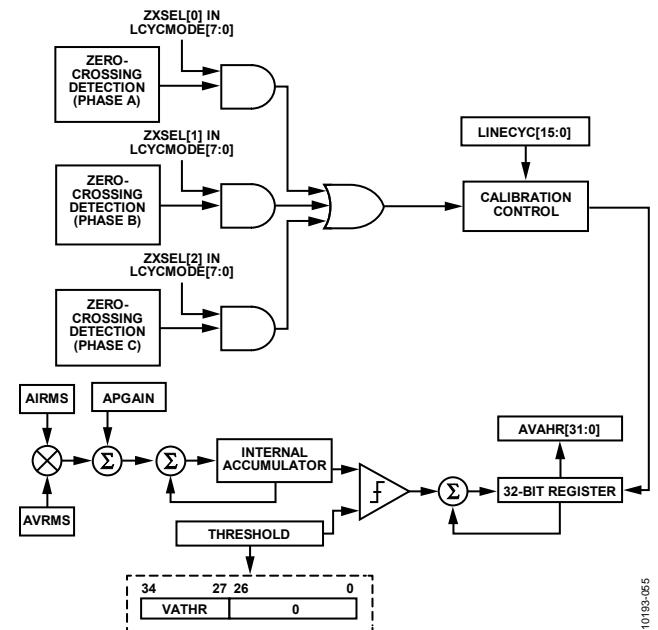 ZXSEL[0] IN
LCYCMODE[7:0]
ZERO-
CROSSING
DETECTION
(PHASE A)
ZXSEL[1] IN
LCYCMODE[7:0]
ZERO-
CROSSING
DETECTION
(PHASE B)
ZXSEL[2] IN
LCYCMODE[7:0]
ZERO-
CROSSING
DETECTION
(PHASE C)
LINECYC[15:0]
CALIBRATION
CONTROL
AIRMS
APGAIN
AVAHR[31:0]
Σ
Σ
INTERNAL
ACCUMULATOR
Σ
32-BIT REGISTER
AVRMS
THRESHOLD
34 27 26 0
VATHR 0
10193-055